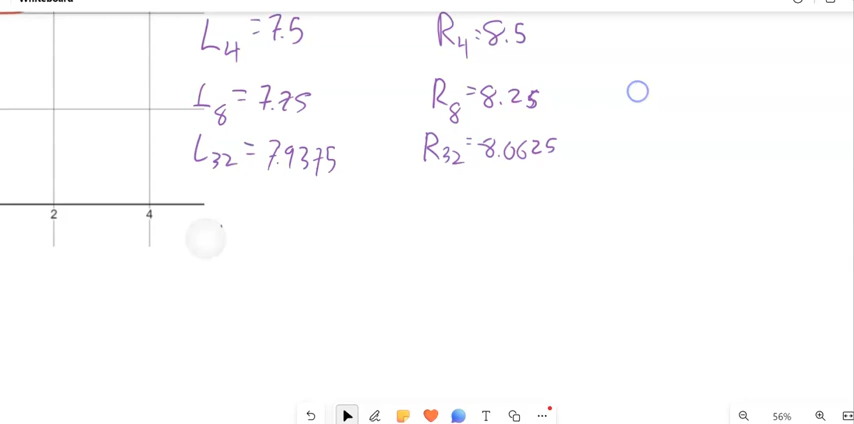 Whiteboard
L4 = 7.5 R4 = 8.5
L8 = 7.75 R8 = 8.25
L32 = 7.9375 R32 = 8.0625
2 4
T ... 56%